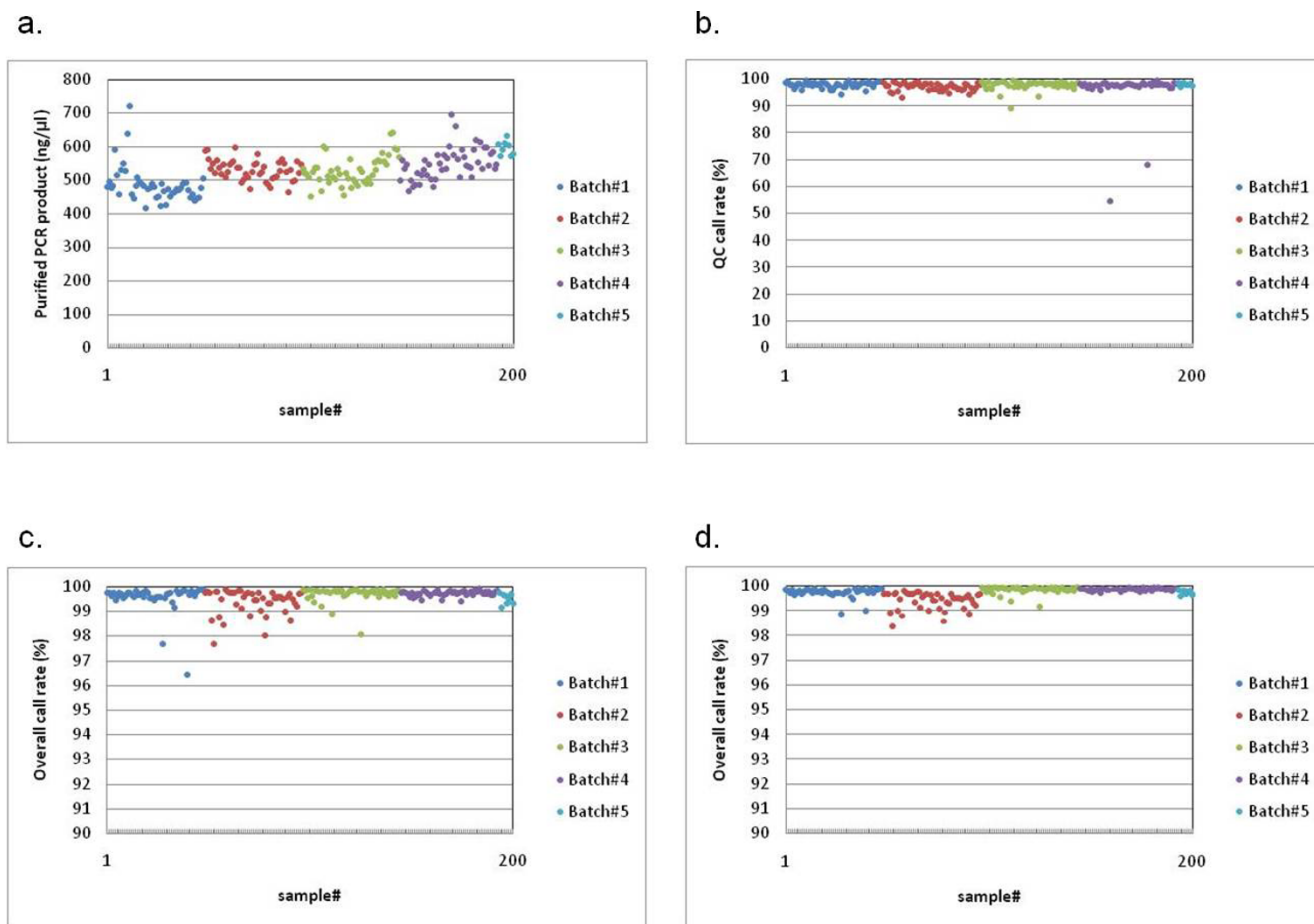 a.
800
700
600
500
400
300
200
100
0
Purified PCR product (ng/µl)
1
200
sample#
Batch#1
Batch#2
Batch#3
Batch#4
Batch#5
b.
100
90
80
70
60
50
40
30
20
10
0
QC call rate (%)
1
200
sample#
Batch#1
Batch#2
Batch#3
Batch#4
Batch#5
c.
100
99
98
97
96
95
94
93
92
91
90
Overall call rate (%)
1
200
sample#
Batch#1
Batch#2
Batch#3
Batch#4
Batch#5
d.
100
99
98
97
96
95
94
93
92
91
90
Overall call rate (%)
1
200
sample#
Batch#1
Batch#2
Batch#3
Batch#4
Batch#5